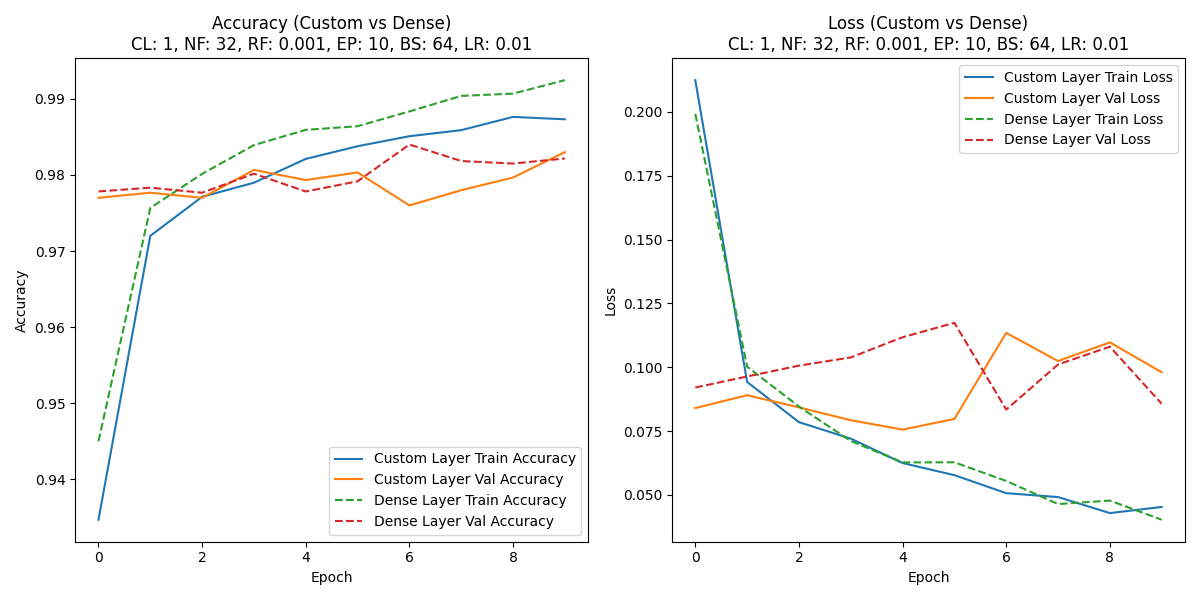 Accuracy (Custom vs Dense)
CL: 1, NF: 32, RF: 0.001, EP: 10, BS: 64, LR: 0.01
0.99
0.98
0.97
0.96
0.95
0.94
Accuracy
0
2
4
6
8
Epoch
Custom Layer Train Accuracy
Custom Layer Val Accuracy
Dense Layer Train Accuracy
Dense Layer Val Accuracy
Loss (Custom vs Dense)
CL: 1, NF: 32, RF: 0.001, EP: 10, BS: 64, LR: 0.01
Custom Layer Train Loss
Custom Layer Val Loss
Dense Layer Train Loss
Dense Layer Val Loss
0.200
0.175
0.150
0.125
0.100
0.075
0.050
Loss
0
2
4
6
8
Epoch